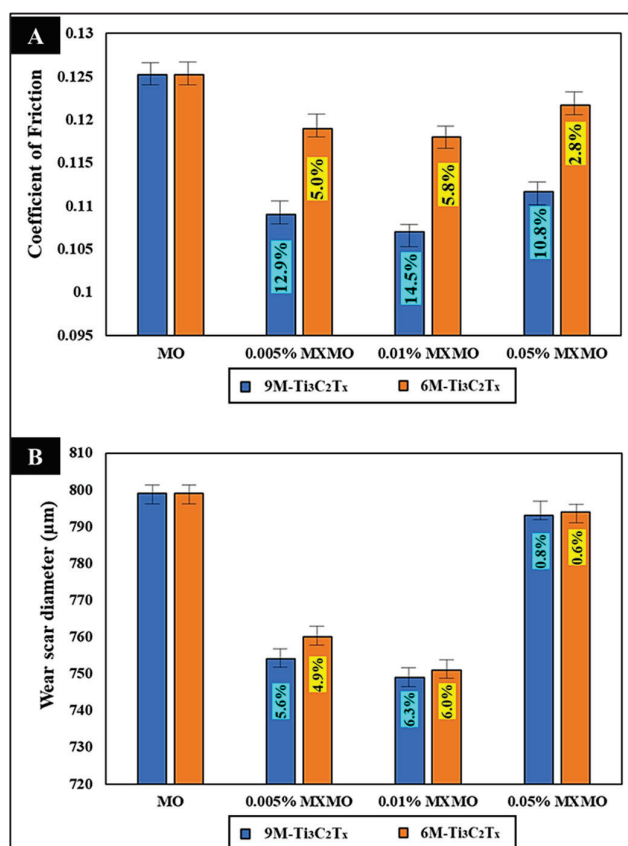 A
0.13
0.125
0.12
0.115
0.11
0.105
0.1
0.095
Coefficient of Friction
12.9%
5.0%
14.5%
5.8%
10.8%
2.8%
MO
0.005% MXMO
0.01% MXMO
0.05% MXMO
9M-Ti₃C₂Tₓ
6M-Ti₃C₂Tₓ
B
810
800
790
780
770
760
750
740
730
720
Wear scar diameter (µm)
5.6%
4.9%
6.3%
6.0%
0.8%
0.6%
MO
0.005% MXMO
0.01% MXMO
0.05% MXMO
9M-Ti₃C₂Tₓ
6M-Ti₃C₂Tₓ